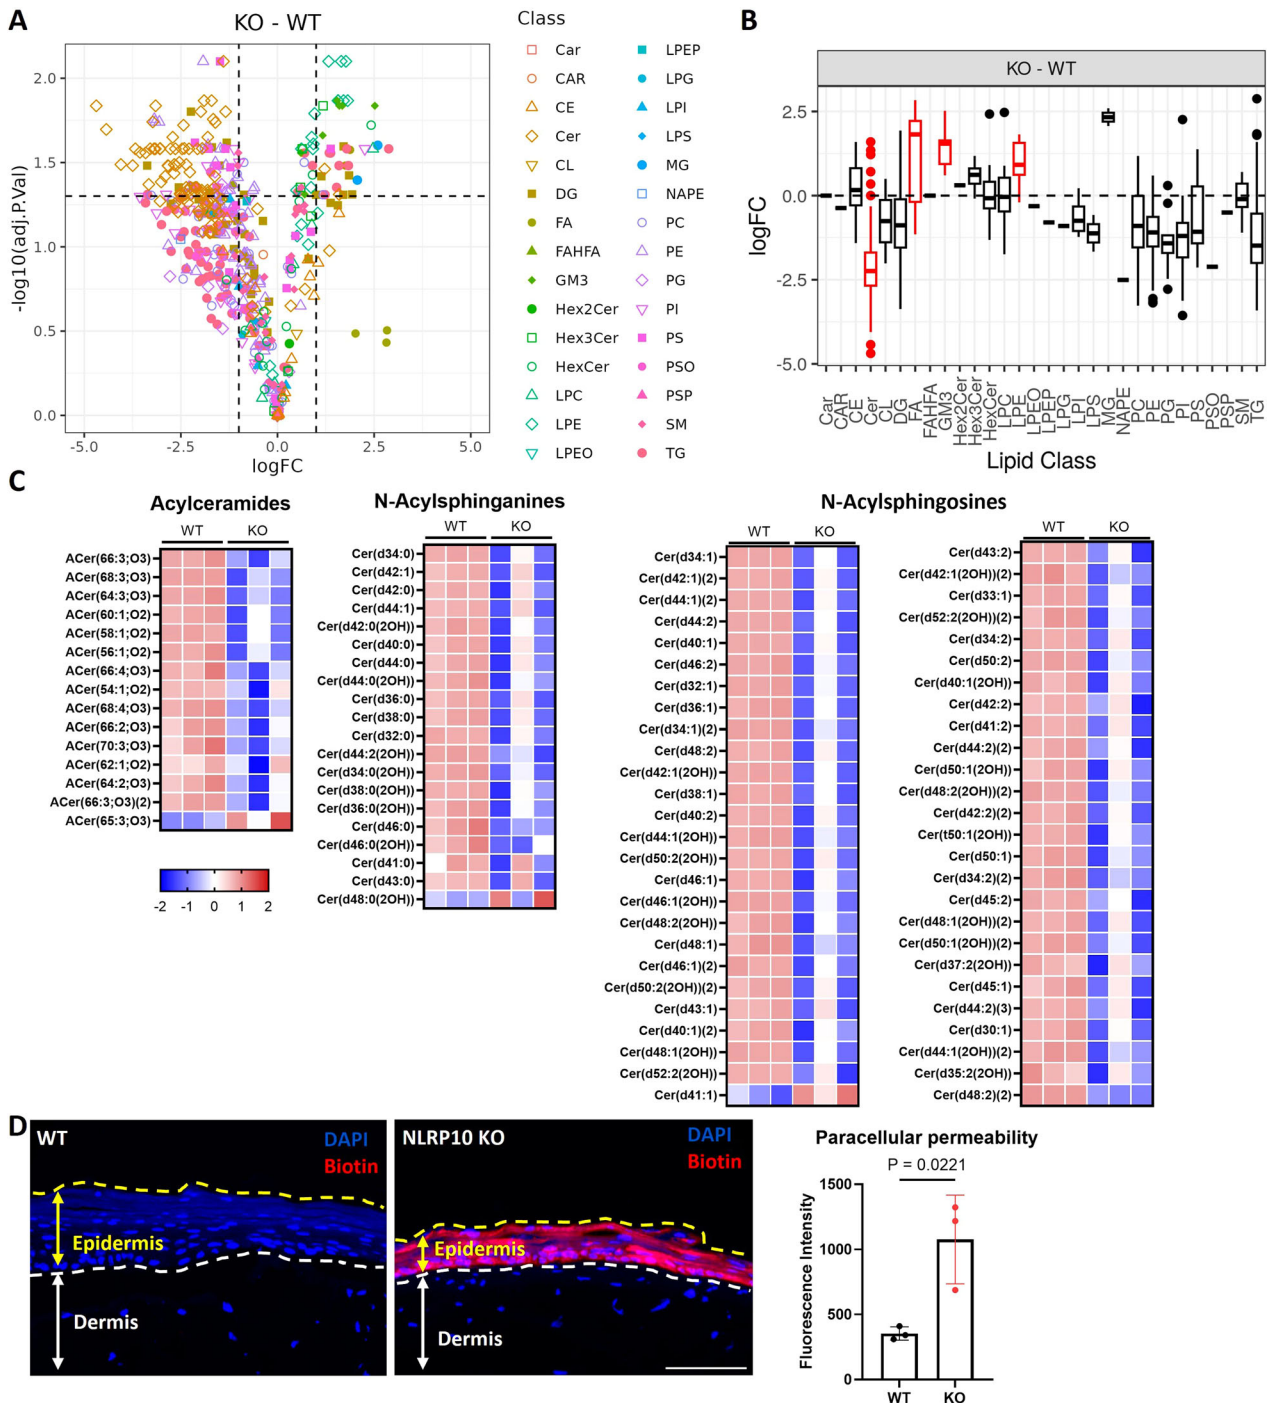 A
KO - WT
-log10(adj.P.Val)
2.0
1.5
1.0
0.5
0.0
-5.0
-2.5
0.0
2.5
5.0
logFC
Class
Car
CAR
CE
Cer
CL
DG
FA
FAHFA
GM3
Hex2Cer
Hex3Cer
HexCer
LPC
LPE
LPEO
LPEP
LPG
LPI
LPS
MG
NAPE
PC
PE
PG
PI
PS
PSO
PSP
SM
TG
B
KO - WT
logFC
2.5
0.0
-2.5
-5.0
Car
CAR
CE
Cer
CL
DG
FA
FAHFA
GM3
Hex2Cer
Hex3Cer
HexCer
LPC
LPE
LPEO
LPEP
LPG
LPI
LPS
MG
NAPE
PC
PE
PG
PI
PS
PSO
PSP
SM
TG
Lipid Class
C
Acylceramides
WT KO
ACer(66:3;O3)
ACer(68:3;O3)
ACer(64:3;O3)
ACer(60:1;O2)
ACer(58:1;O2)
ACer(56:1;O2)
ACer(66:4;O3)
ACer(54:1;O2)
ACer(68:4;O3)
ACer(66:2;O3)
ACer(70:3;O3)
ACer(62:1;O2)
ACer(64:2;O3)
ACer(66:3;O3)(2)
ACer(65:3;O3)
-2 -1 0 1 2
N-Acylsphinganines
WT KO
Cer(d34:0)
Cer(d42:1)
Cer(d42:0)
Cer(d44:1)
Cer(d42:0(2OH))
Cer(d40:0)
Cer(d44:0)
Cer(d44:0(2OH))
Cer(d36:0)
Cer(d38:0)
Cer(d32:0)
Cer(d44:2(2OH))
Cer(d34:0(2OH))
Cer(d38:0(2OH))
Cer(d36:0(2OH))
Cer(d46:0)
Cer(d46:0(2OH))
Cer(d41:0)
Cer(d43:0)
Cer(d48:0(2OH))
N-Acylsphingosines
WT KO
Cer(d34:1)
Cer(d42:1)(2)
Cer(d44:1)(2)
Cer(d44:2)
Cer(d40:1)
Cer(d46:2)
Cer(d32:1)
Cer(d36:1)
Cer(d34:1)(2)
Cer(d48:2)
Cer(d42:1(2OH))
Cer(d38:1)
Cer(d40:2)
Cer(d44:1(2OH))
Cer(d50:2(2OH))
Cer(d46:1)
Cer(d46:1(2OH))
Cer(d48:2(2OH))
Cer(d48:1)
Cer(d46:1)(2)
Cer(d50:2(2OH))(2)
Cer(d43:1)
Cer(d40:1)(2)
Cer(d48:1(2OH))
Cer(d52:2(2OH))
Cer(d41:1)
WT KO
Cer(d43:2)
Cer(d42:1(2OH))(2)
Cer(d33:1)
Cer(d52:2(2OH))(2)
Cer(d34:2)
Cer(d50:2)
Cer(d40:1(2OH))
Cer(d42:2)
Cer(d41:2)
Cer(d44:2)(2)
Cer(d50:1(2OH))
Cer(d48:2(2OH))(2)
Cer(d42:2)(2)
Cer(t50:1(2OH))
Cer(d50:1)
Cer(d34:2)(2)
Cer(d45:2)
Cer(d48:1(2OH))(2)
Cer(d50:1(2OH))(2)
Cer(d37:2(2OH))
Cer(d45:1)
Cer(d44:2)(3)
Cer(d30:1)
Cer(d44:1(2OH))(2)
Cer(d35:2(2OH))
Cer(d48:2)(2)
D
WT
DAPI
Biotin
Epidermis
Dermis
NLRP10 KO
DAPI
Biotin
Epidermis
Dermis
Paracellular permeability
P = 0.0221
Fluorescence Intensity
1500
1000
500
0
WT KO